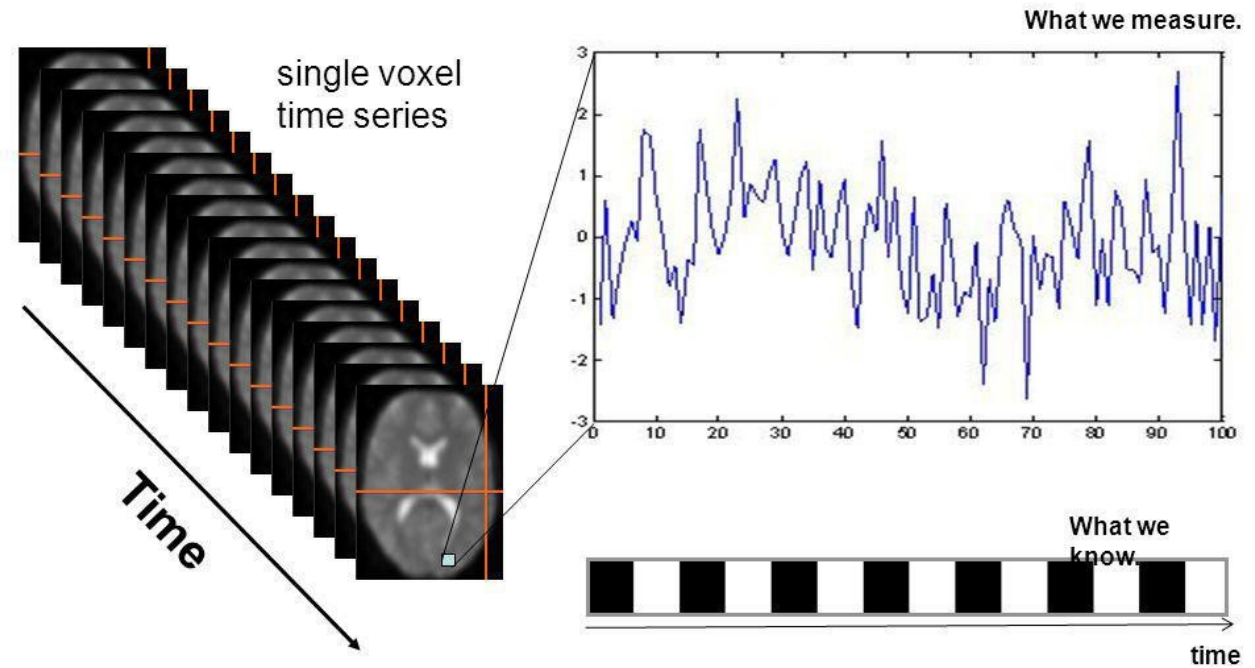 What we measure.
single voxel
time series
3
2
1
0
-1
-2
-3
0 10 20 30 40 50 60 70 80 90 100
Time
What we
know.
time